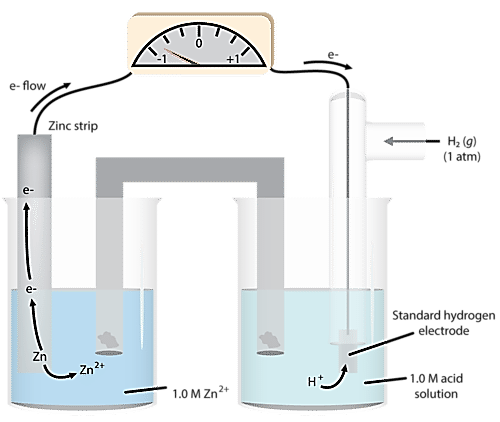 -1
0
+1
e- flow
e-
Zinc strip
H₂ (g)
(1 atm)
e-
e-
Zn
Zn²⁺
1.0 M Zn²⁺
Standard hydrogen
electrode
H⁺
1.0 M acid
solution